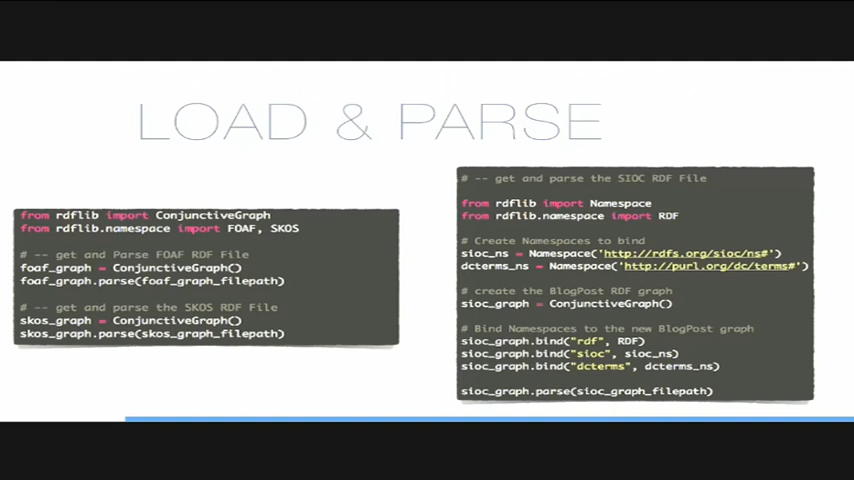 LOAD & PARSE
from rdflib import ConjunctiveGraph
from rdflib.namespace import FOAF, SKOS
# -- get and Parse FOAF RDF File
foaf_graph = ConjunctiveGraph()
foaf_graph.parse(foaf_graph_filepath)
# -- get and parse the SKOS RDF File
skos_graph = ConjunctiveGraph()
skos_graph.parse(skos_graph_filepath)
# -- get and parse the SIOC RDF File
from rdflib import Namespace
from rdflib.namespace import RDF
# Create Namespaces to bind
sioc_ns = Namespace('http://rdfs.org/sioc/ns#')
dcterms_ns = Namespace('http://purl.org/dc/terms#')
# create the BlogPost RDF graph
sioc_graph = ConjunctiveGraph()
# Bind Namespaces to the new BlogPost graph
sioc_graph.bind("rdf", RDF)
sioc_graph.bind("sioc", sioc_ns)
sioc_graph.bind("dcterms", dcterms_ns)
sioc_graph.parse(sioc_graph_filepath)